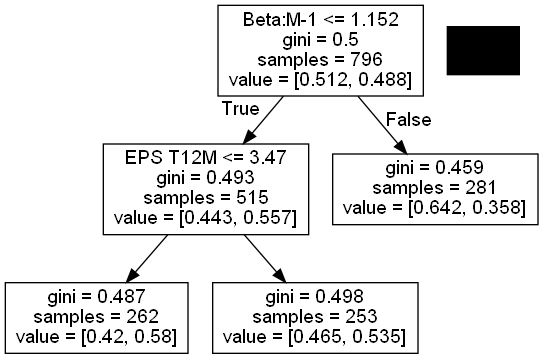 Beta:M-1 <= 1.152
gini = 0.5
samples = 796
value = [0.512, 0.488]
True
False
EPS T12M <= 3.47
gini = 0.493
samples = 515
value = [0.443, 0.557]
gini = 0.459
samples = 281
value = [0.642, 0.358]
gini = 0.487
samples = 262
value = [0.42, 0.58]
gini = 0.498
samples = 253
value = [0.465, 0.535]